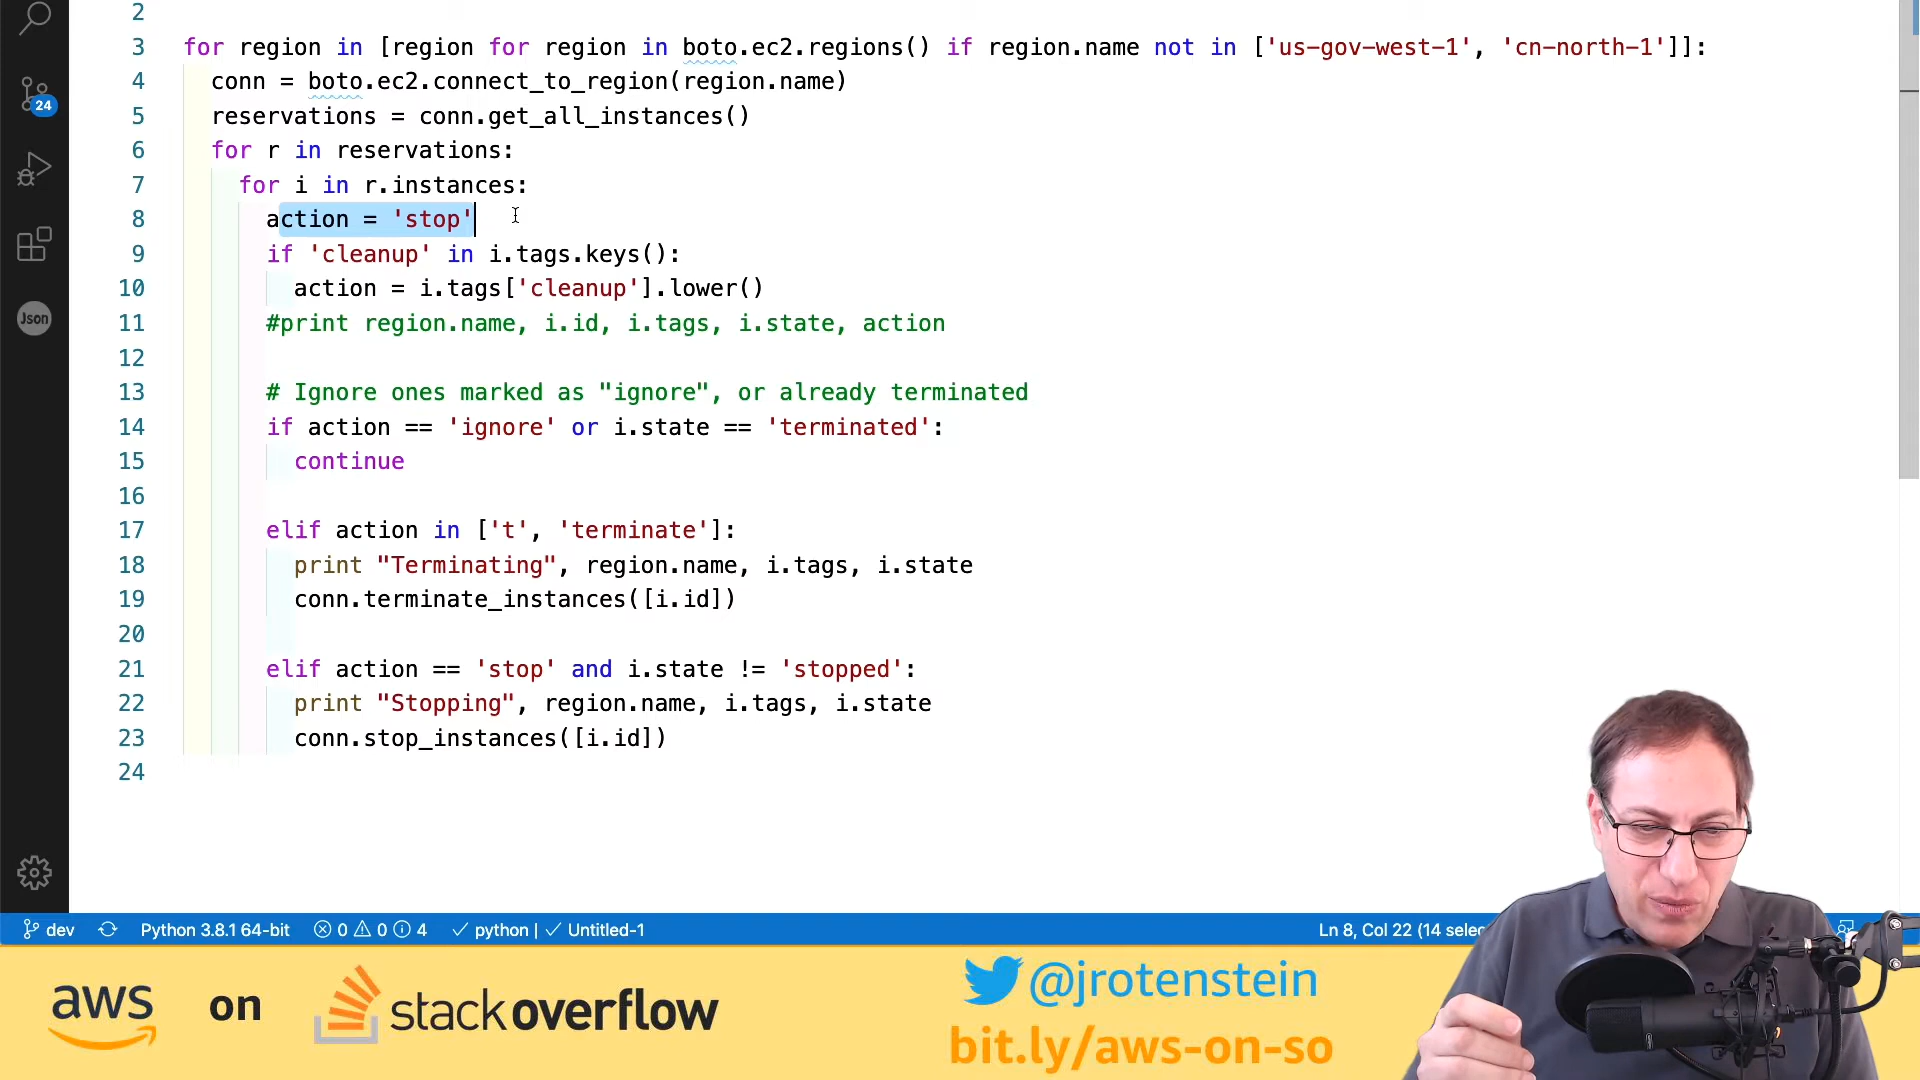 2
3 for region in [region for region in boto.ec2.regions() if region.name not in ['us-gov-west-1', 'cn-north-1']]:
4 conn = boto.ec2.connect_to_region(region.name)
5 reservations = conn.get_all_instances()
6 for r in reservations:
7 for i in r.instances:
8 action = 'stop'
9 if 'cleanup' in i.tags.keys():
10 action = i.tags['cleanup'].lower()
11 #print region.name, i.id, i.tags, i.state, action
12
13 # Ignore ones marked as "ignore", or already terminated
14 if action == 'ignore' or i.state == 'terminated':
15 continue
16
17 elif action in ['t', 'terminate']:
18 print "Terminating", region.name, i.tags, i.state
19 conn.terminate_instances([i.id])
20
21 elif action == 'stop' and i.state != 'stopped':
22 print "Stopping", region.name, i.tags, i.state
23 conn.stop_instances([i.id])
24
24
Json
dev Python 3.8.1 64-bit 0 0 4 python | Untitled-1 Ln 8, Col 22 (14 selec
aws on stackoverflow
@jrotenstein
bit.ly/aws-on-so